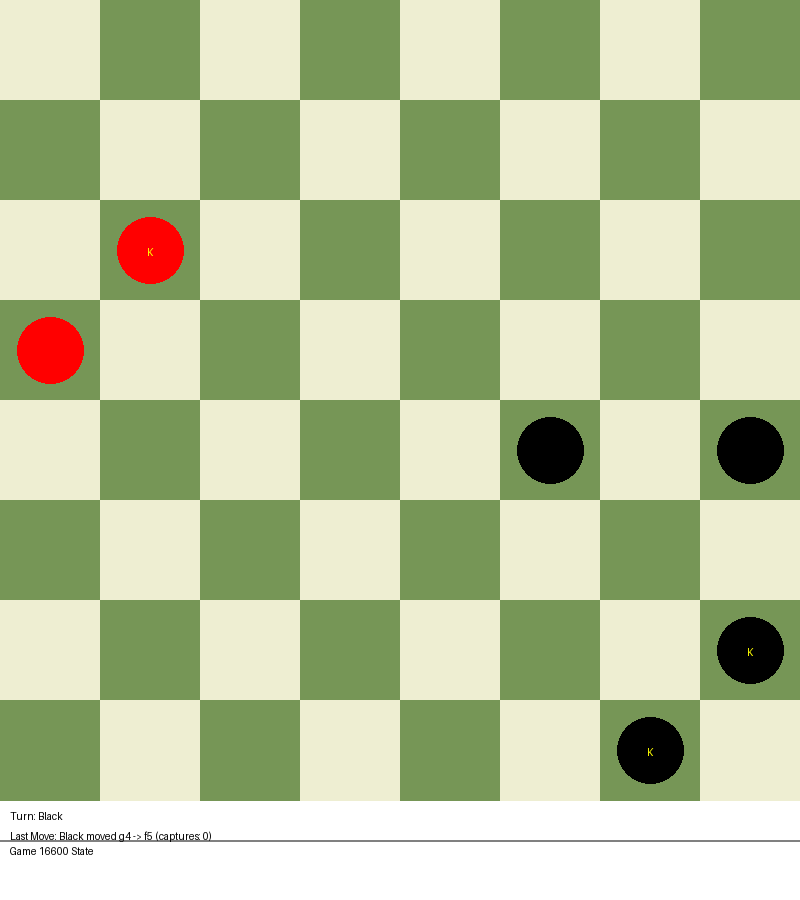 K
K
K
Turn: Black
Last Move: Black moved g4 -> f5 (captures: 0)
Game 16600 State